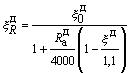 ξ_R^д = ξ_0^д / (1 + R_a^д/4000 (1 − ξ^д/1,1))